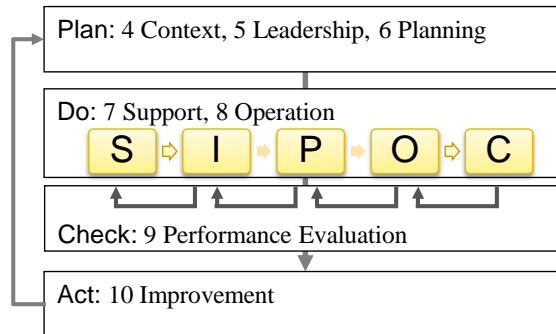 Plan: 4 Context, 5 Leadership, 6 Planning
Do: 7 Support, 8 Operation
S I P O C
Check: 9 Performance Evaluation
Act: 10 Improvement